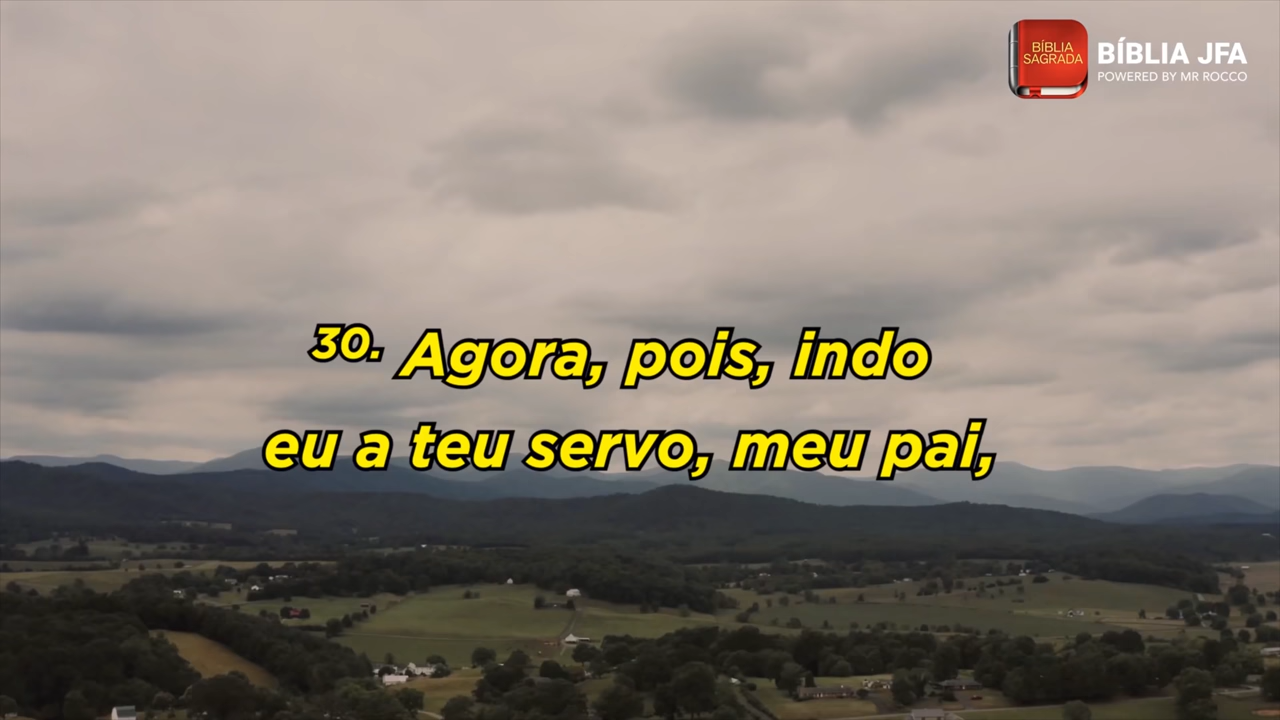 BÍBLIA
SAGRADA
BÍBLIA JFA
POWERED BY MR ROCCO
30. Agora, pois, indo
eu a teu servo, meu pai,